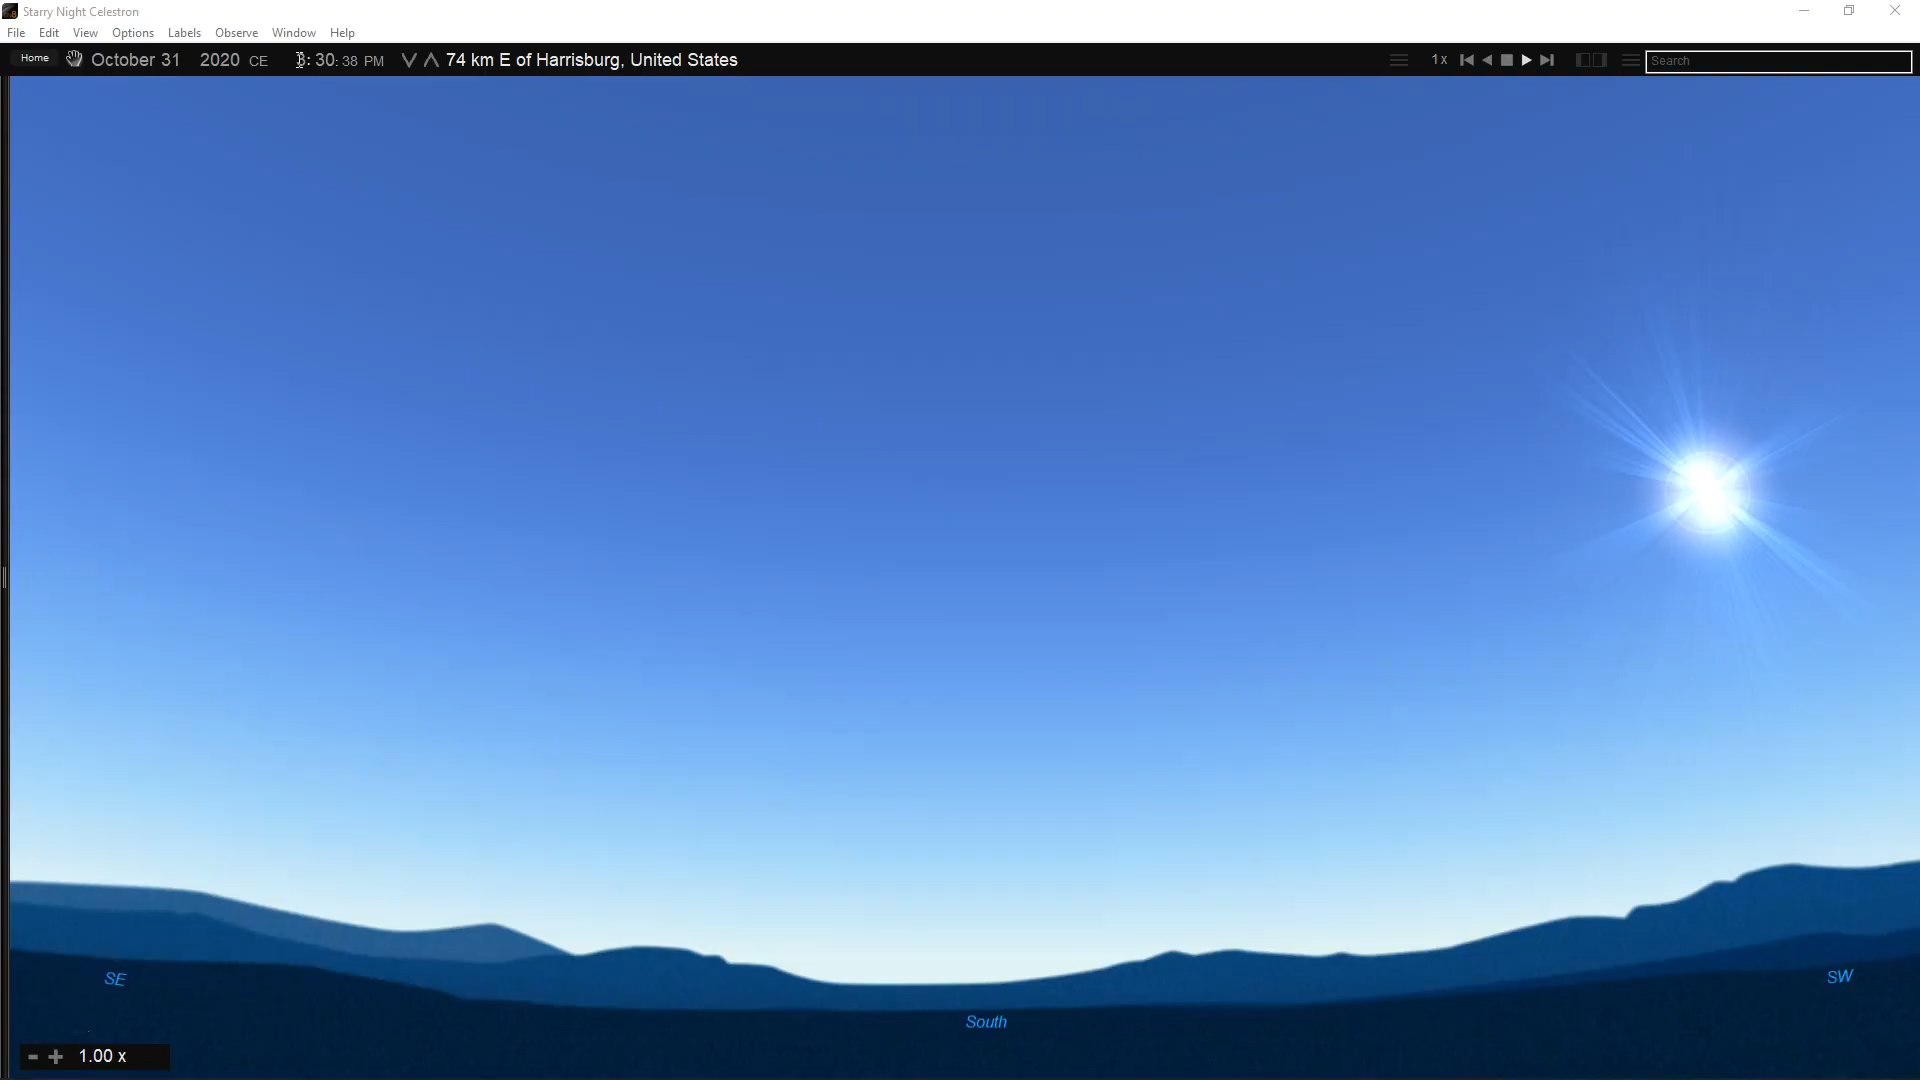 Starry Night Celestron
File Edit View Options Labels Observe Window Help
Home October 31 2020 CE 3:30:38 PM 74 km E of Harrisburg, United States 1x Search
SE
SW
South
1.00 x